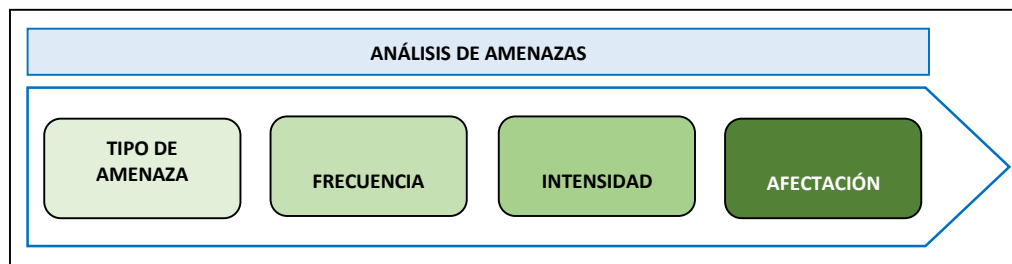 ANÁLISIS DE AMENAZAS
TIPO DE
AMENAZA
FRECUENCIA
INTENSIDAD
AFECTACIÓN